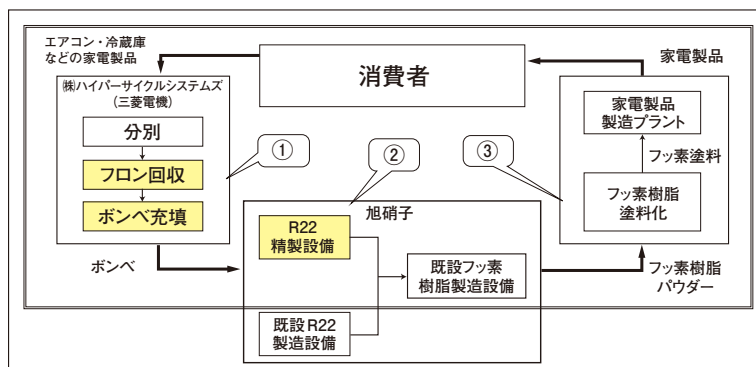 エアコン・冷蔵庫
などの家電製品
消費者
家電製品
㈱ハイパーサイクルシステムズ
(三菱電機)
分別
フロン回収
ボンベ充填
①
②
③
家電製品
製造プラント
フッ素塗料
フッ素樹脂
塗料化
旭硝子
R22
精製設備
既設フッ素
樹脂製造設備
既設R22
製造設備
ボンベ
フッ素樹脂
パウダー